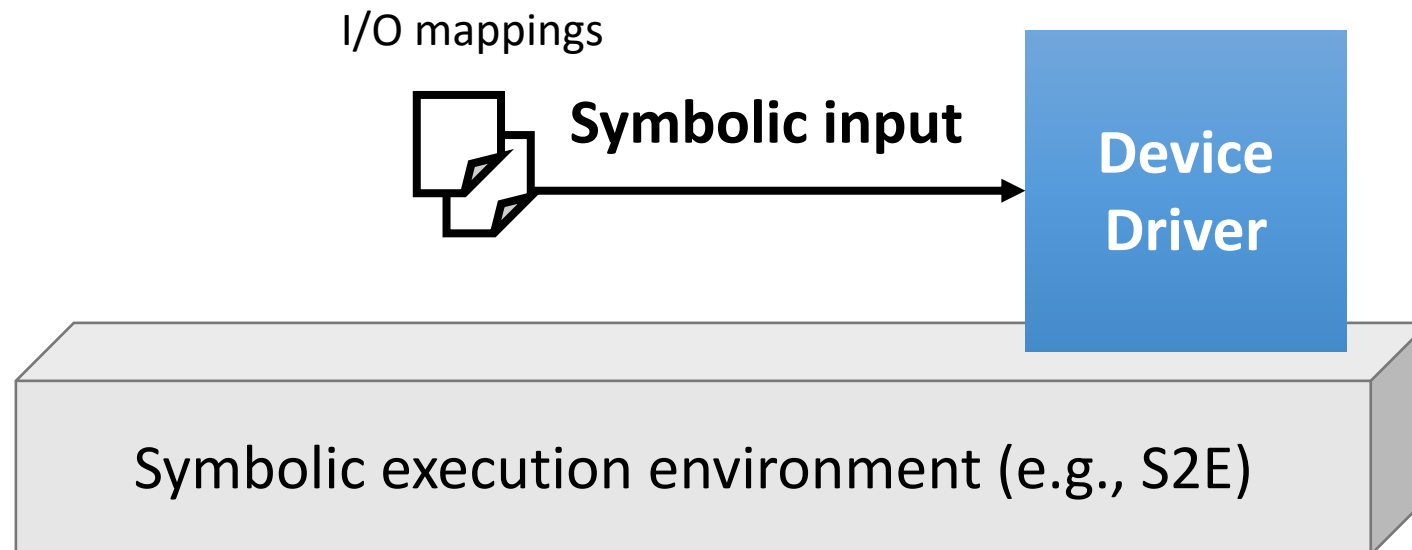 I/O mappings
Symbolic input
Device
Driver
Symbolic execution environment (e.g., S2E)